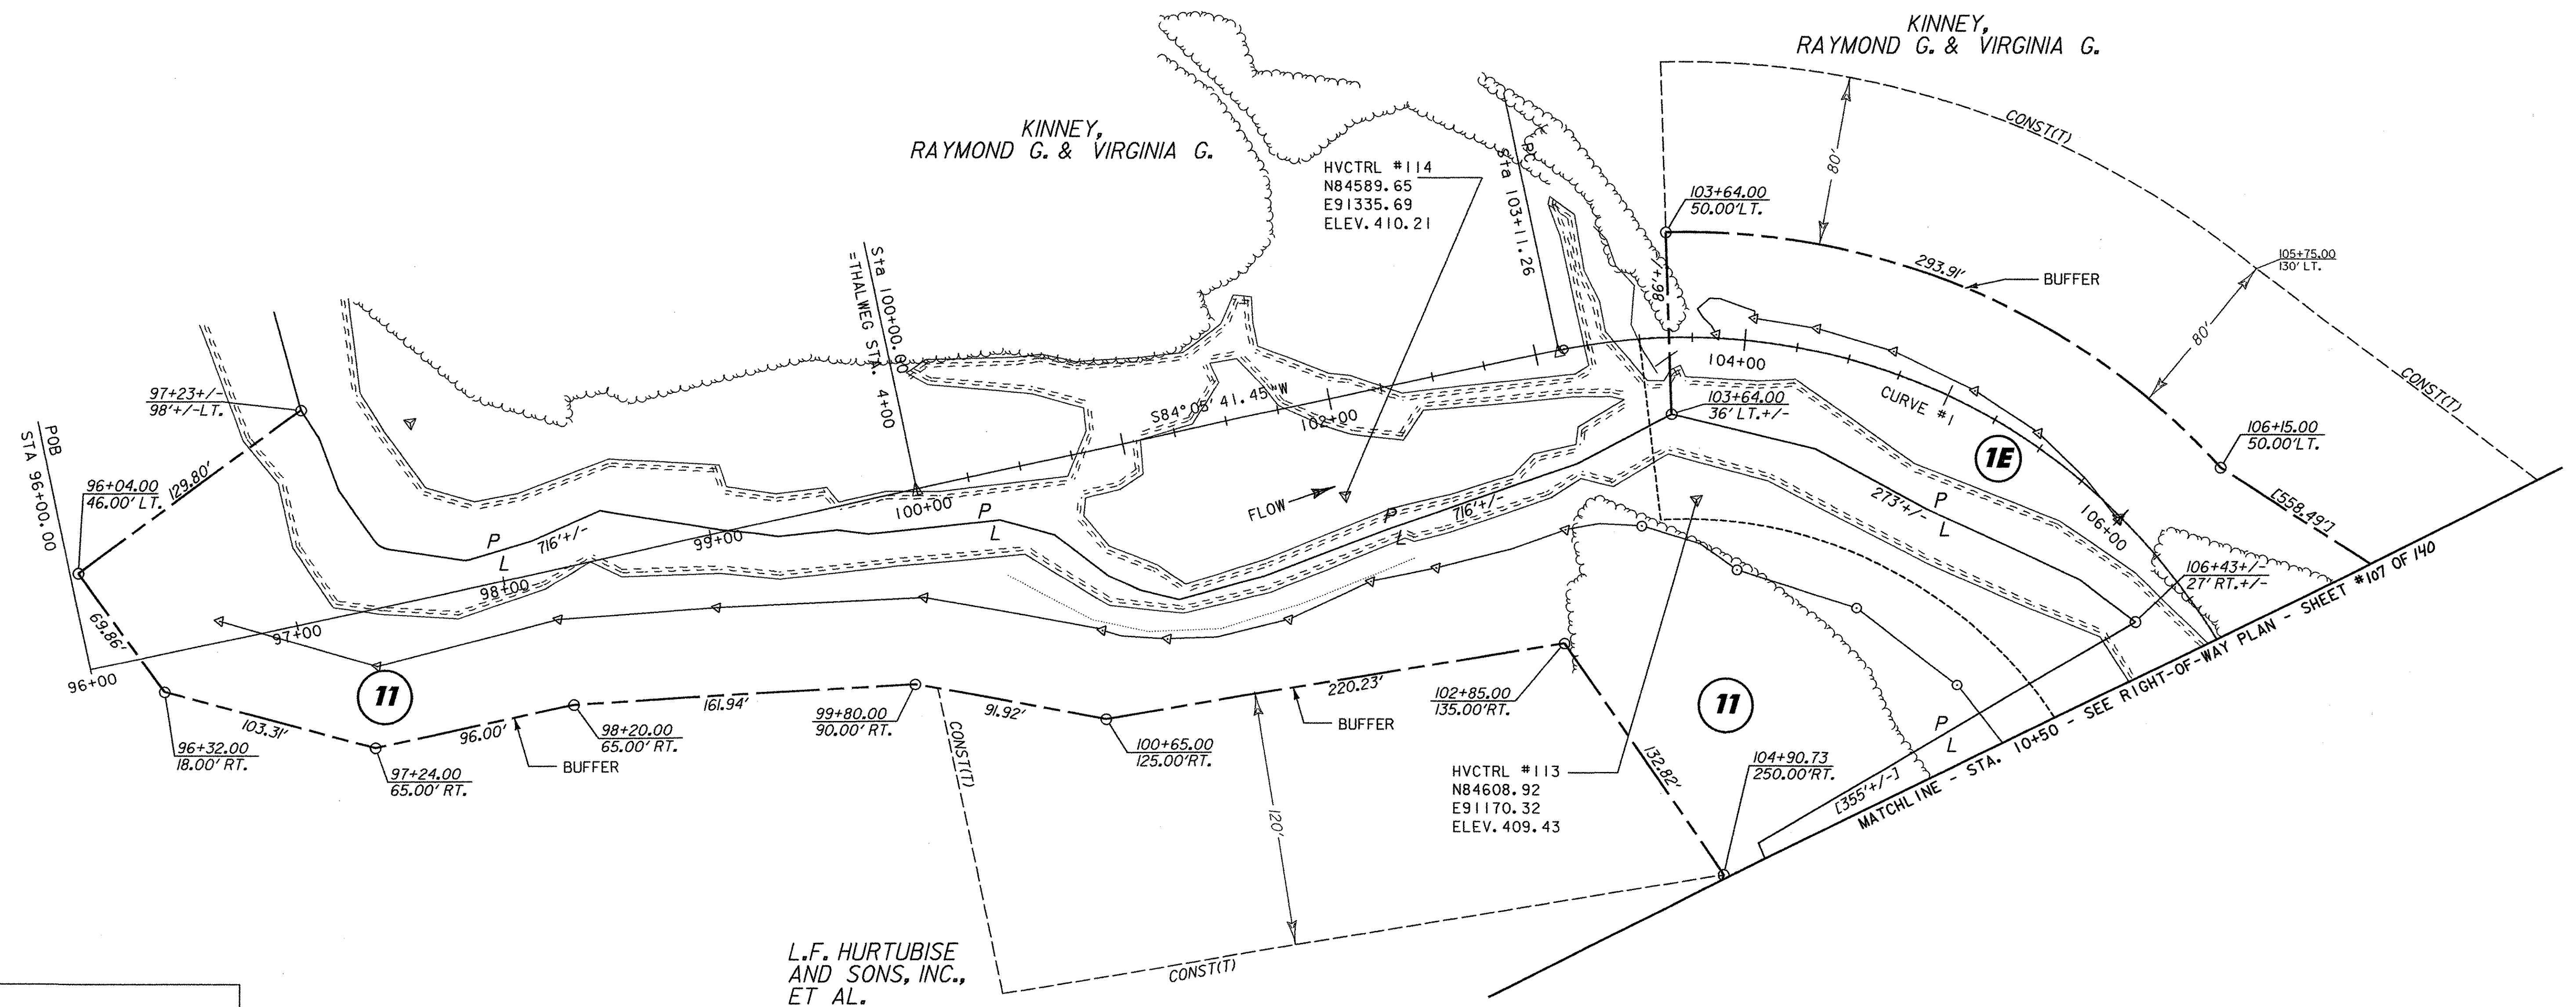 KINNEY,
RAYMOND G. & VIRGINIA G.
KINNEY,
RAYMOND G. & VIRGINIA G.
CONST(T)
80'
HVCTRL #114
N84589.65
E91335.69
ELEV. 410.21
PC
Sta 103+11.26
103+64.00
50.00' LT.
86'+/-
293.91'
BUFFER
105+75.00
130' LT.
80'
CONST(T)
Sta 100+00.00
=THALWEG STA. 4+00
97+23+/-
98'+/-LT.
POB
STA 96+00.00
96+04.00
46.00' LT.
129.80'
69.86'
S84° 05' 41.45 "W
102+00
104+00
CURVE #1
103+64.00
36' LT.+/-
1E
106+15.00
50.00' LT.
[558.49']
106+00
FLOW
100+00
99+00
98+00
97+00
96+00
P
L
716'+/-
P
L
P
L
716'+/-
273'+/-
P
L
106+43+/-
27' RT.+/-
11
96+32.00
18.00' RT.
103.31'
97+24.00
65.00' RT.
96.00'
BUFFER
98+20.00
65.00' RT.
161.94'
99+80.00
90.00' RT.
91.92'
CONST(T)
100+65.00
125.00' RT.
220.23'
BUFFER
120'
102+85.00
135.00' RT.
132.82'
11
HVCTRL #113
N84608.92
E91170.32
ELEV. 409.43
104+90.73
250.00' RT.
P
L
[355'+/-]
MATCHLINE - STA. 10+50 - SEE RIGHT-OF-WAY PLAN - SHEET #107 OF 140
L.F. HURTUBISE
AND SONS, INC.,
ET AL.
CONST(T)